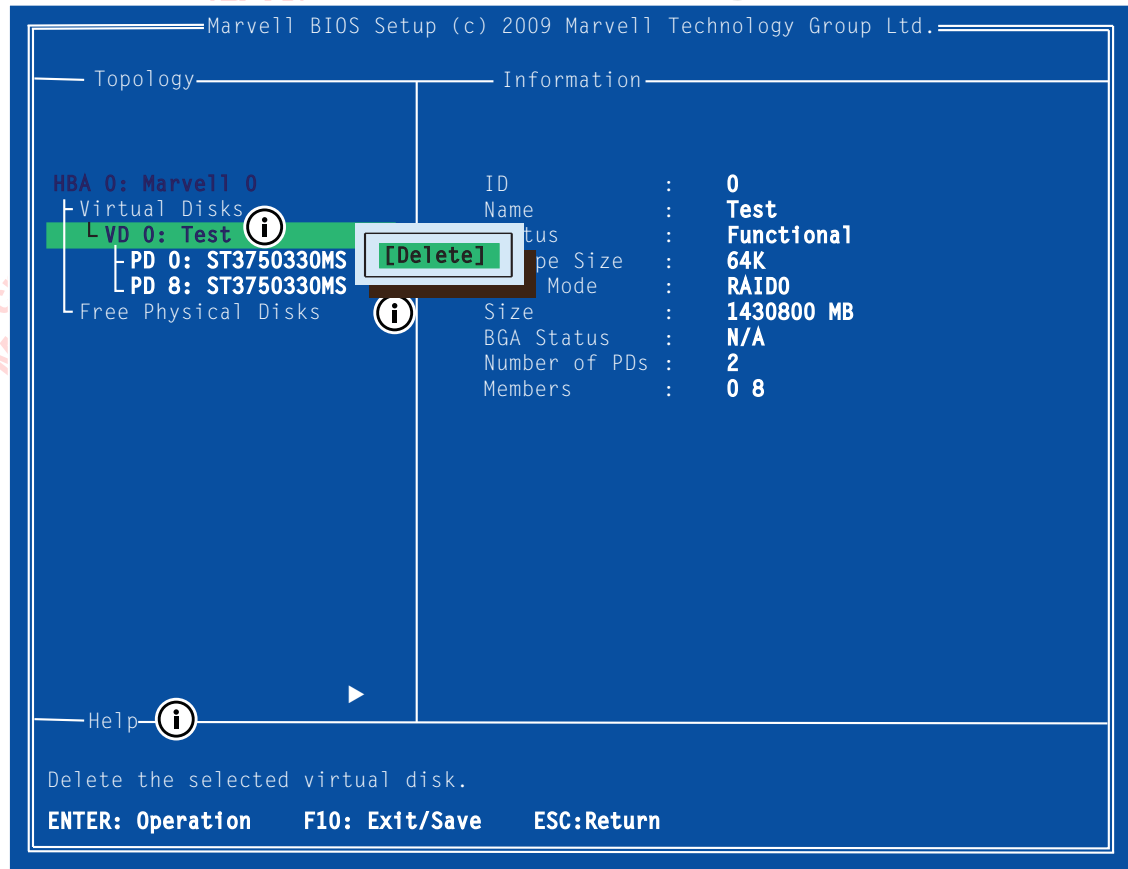 Marvell BIOS Setup (c) 2009 Marvell Technology Group Ltd.
Topology
Information
HBA 0: Marvell 0
Virtual Disks
VD 0: Test
PD 0: ST3750330MS
PD 8: ST3750330MS
Free Physical Disks
[Delete]
ID : 0
Name : Test
tus : Functional
pe Size : 64K
Mode : RAID0
Size : 1430800 MB
BGA Status : N/A
Number of PDs : 2
Members : 0 8
Help
Delete the selected virtual disk.
ENTER: Operation F10: Exit/Save ESC:Return